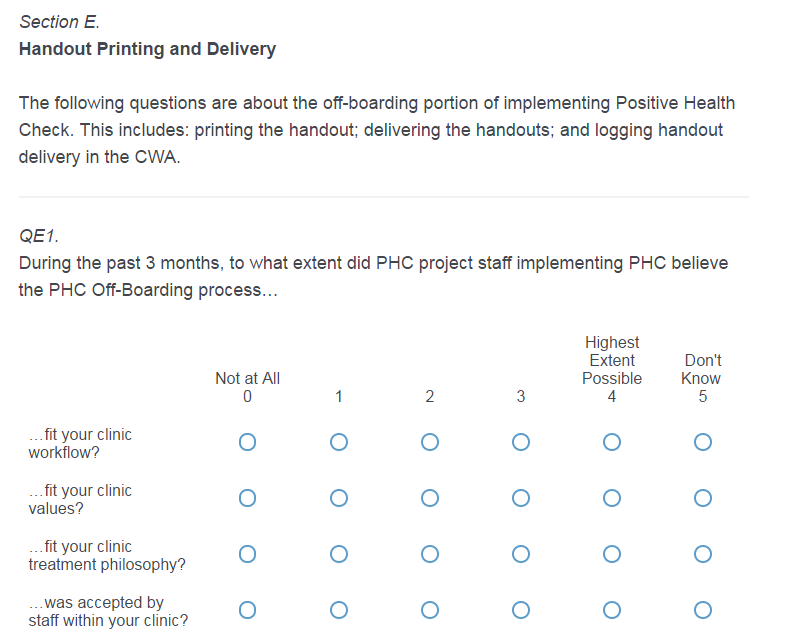 Section E.
Handout Printing and Delivery
The following questions are about the off-boarding portion of implementing Positive Health
Check. This includes: printing the handout; delivering the handouts; and logging handout
delivery in the CWA.
QE1.
During the past 3 months, to what extent did PHC project staff implementing PHC believe
the PHC Off-Boarding process…
Not at All
0
1
2
3
Highest
Extent
Possible
4
Don't
Know
5
…fit your clinic
workflow?
…fit your clinic
values?
…fit your clinic
treatment philosophy?
…was accepted by
staff within your clinic?